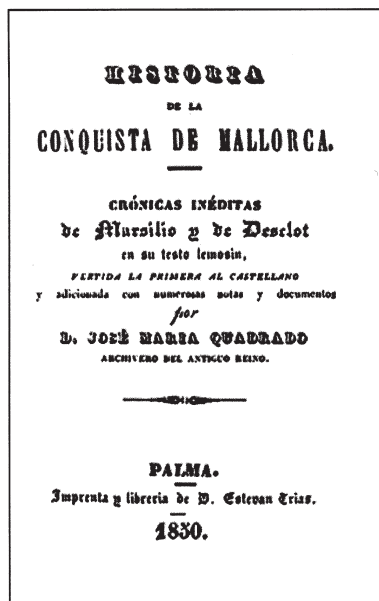 HISTORIA
DE LA
CONQUISTA DE MALLORCA.
CRÓNICAS INÉDITAS
de Marsilio y de Desclot
en su testo lemosin,
VERTIDA LA PRIMERA AL CASTELLANO
y adicionada con numerosas notas y documentos
por
D. JOSÉ MARIA QUADRADO
ARCHIVERO DEL ANTIGUO REINO.
PALMA.
Imprenta y libreria de D. Estevan Trias.
1850.